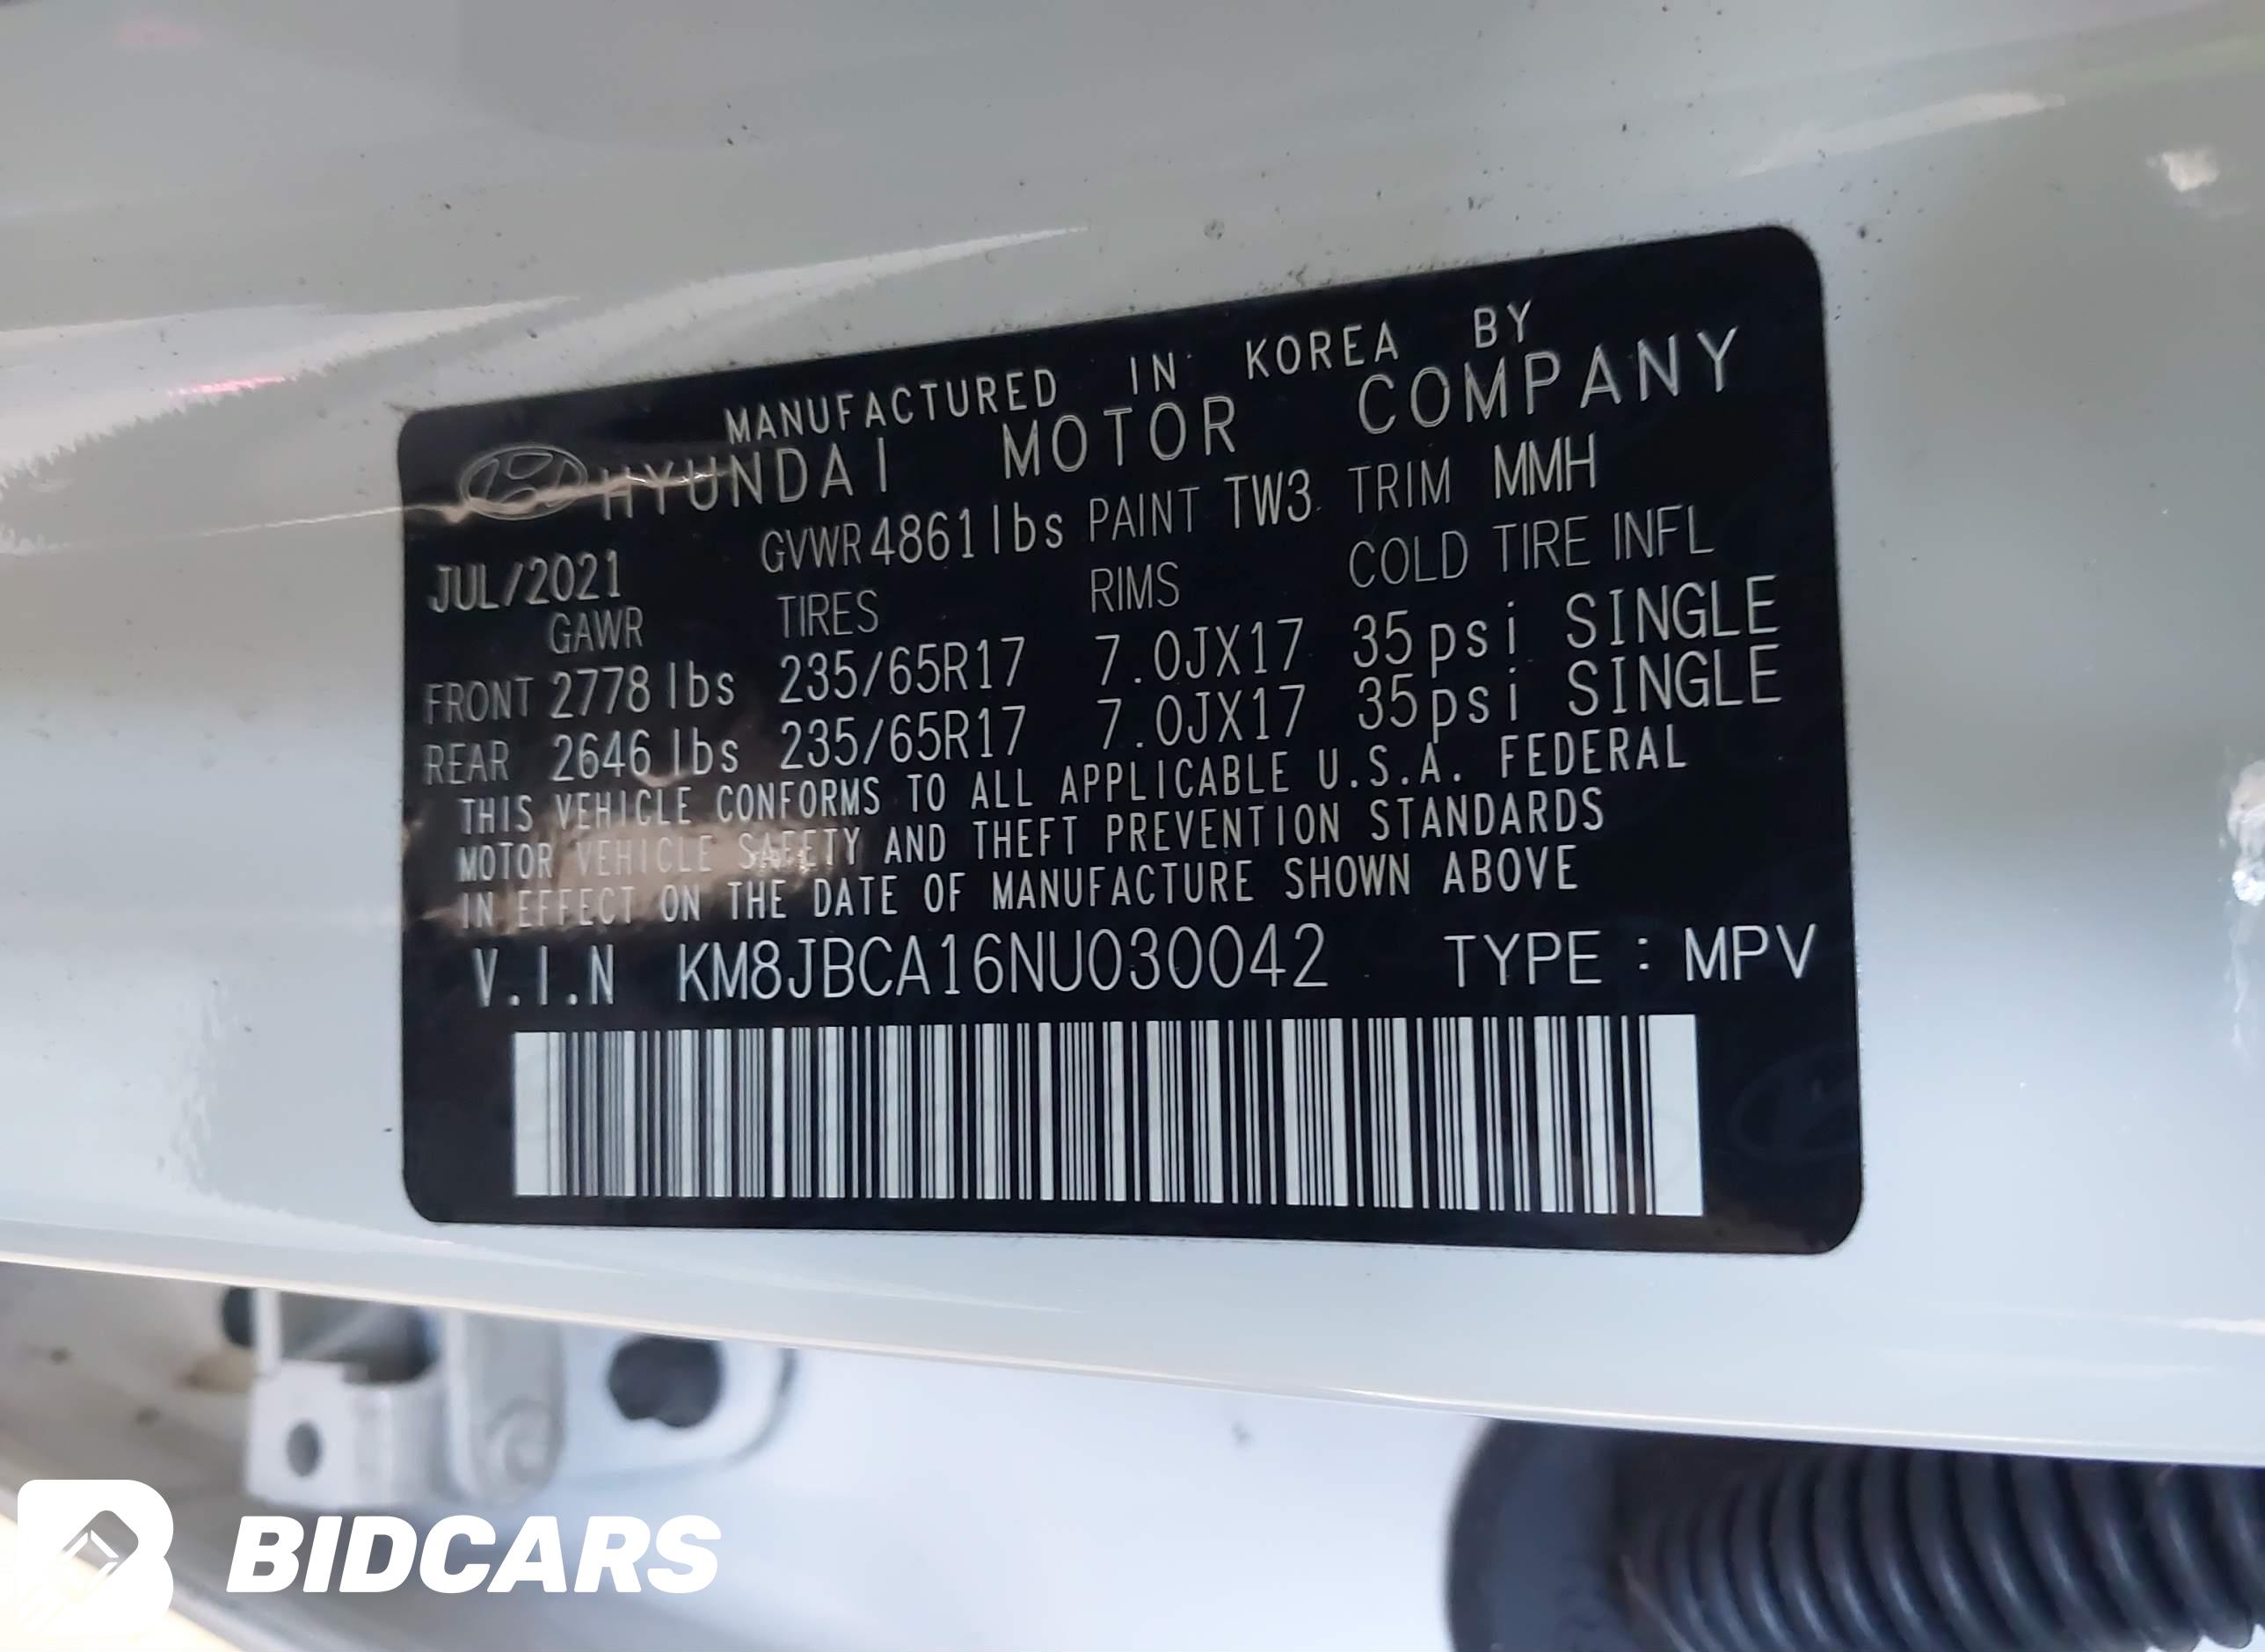 MANUFACTURED IN KOREA BY
HYUNDAI MOTOR COMPANY
JUL/2021 GVWR 4861 lbs PAINT TW3 TRIM MMH
GAWR TIRES RIMS COLD TIRE INFL
FRONT 2778 lbs 235/65R17 7.0JX17 35psi SINGLE
REAR 2646 lbs 235/65R17 7.0JX17 35psi SINGLE
THIS VEHICLE CONFORMS TO ALL APPLICABLE U.S.A. FEDERAL
MOTOR VEHICLE SAFETY AND THEFT PREVENTION STANDARDS
IN EFFECT ON THE DATE OF MANUFACTURE SHOWN ABOVE
V.I.N KM8JBCA16NU030042 TYPE : MPV
BIDCARS